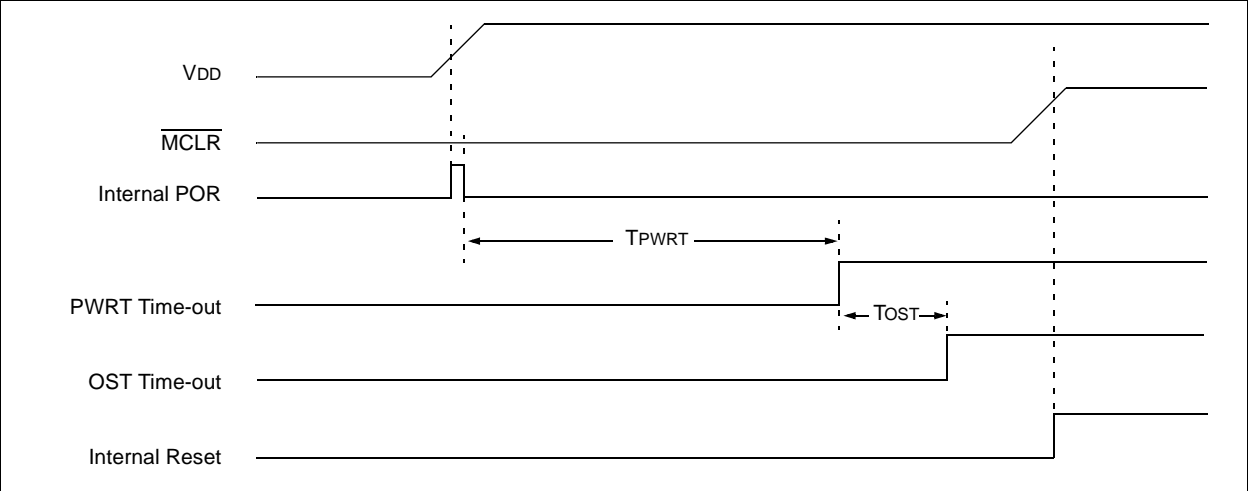 VDD
MCLR
Internal POR
TPWRT
PWRT Time-out
TOST
OST Time-out
Internal Reset